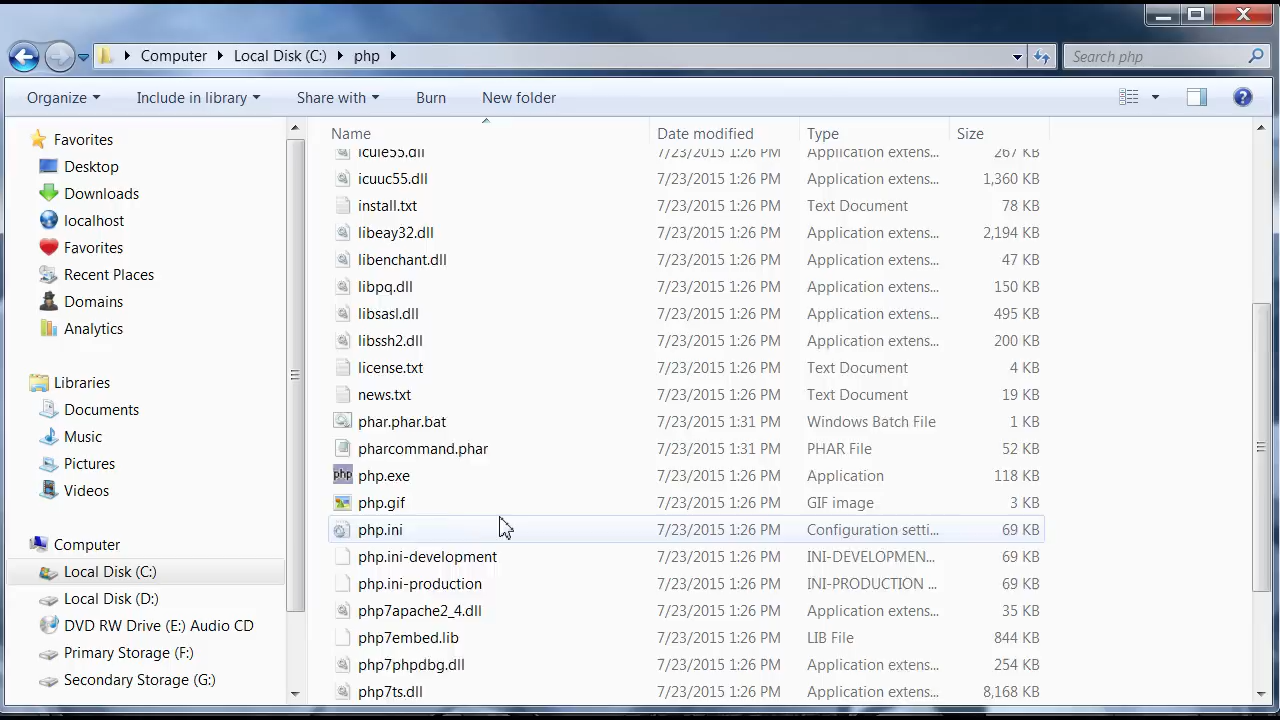 Computer Local Disk (C:) php
Search php
Organize Include in library Share with Burn New folder
Favorites
Desktop
Downloads
localhost
Favorites
Recent Places
Domains
Analytics
Libraries
Documents
Music
Pictures
Videos
Computer
Local Disk (C:)
Local Disk (D:)
DVD RW Drive (E:) Audio CD
Primary Storage (F:)
Secondary Storage (G:)
Name Date modified Type Size
icule55.dll 7/23/2015 1:26 PM Application extens... 267 KB
icuuc55.dll 7/23/2015 1:26 PM Application extens... 1,360 KB
install.txt 7/23/2015 1:26 PM Text Document 78 KB
libeay32.dll 7/23/2015 1:26 PM Application extens... 2,194 KB
libenchant.dll 7/23/2015 1:26 PM Application extens... 47 KB
libpq.dll 7/23/2015 1:26 PM Application extens... 150 KB
libsasl.dll 7/23/2015 1:26 PM Application extens... 495 KB
libssh2.dll 7/23/2015 1:26 PM Application extens... 200 KB
license.txt 7/23/2015 1:26 PM Text Document 4 KB
news.txt 7/23/2015 1:26 PM Text Document 19 KB
phar.phar.bat 7/23/2015 1:31 PM Windows Batch File 1 KB
pharcommand.phar 7/23/2015 1:31 PM PHAR File 52 KB
php php.exe 7/23/2015 1:26 PM Application 118 KB
php.gif 7/23/2015 1:26 PM GIF image 3 KB
php.ini 7/23/2015 1:26 PM Configuration setti... 69 KB
php.ini-development 7/23/2015 1:26 PM INI-DEVELOPMEN... 69 KB
php.ini-production 7/23/2015 1:26 PM INI-PRODUCTION ... 69 KB
php7apache2_4.dll 7/23/2015 1:26 PM Application extens... 35 KB
php7embed.lib 7/23/2015 1:26 PM LIB File 844 KB
php7phpdbg.dll 7/23/2015 1:26 PM Application extens... 254 KB
php7ts.dll 7/23/2015 1:26 PM Application extens... 8,168 KB